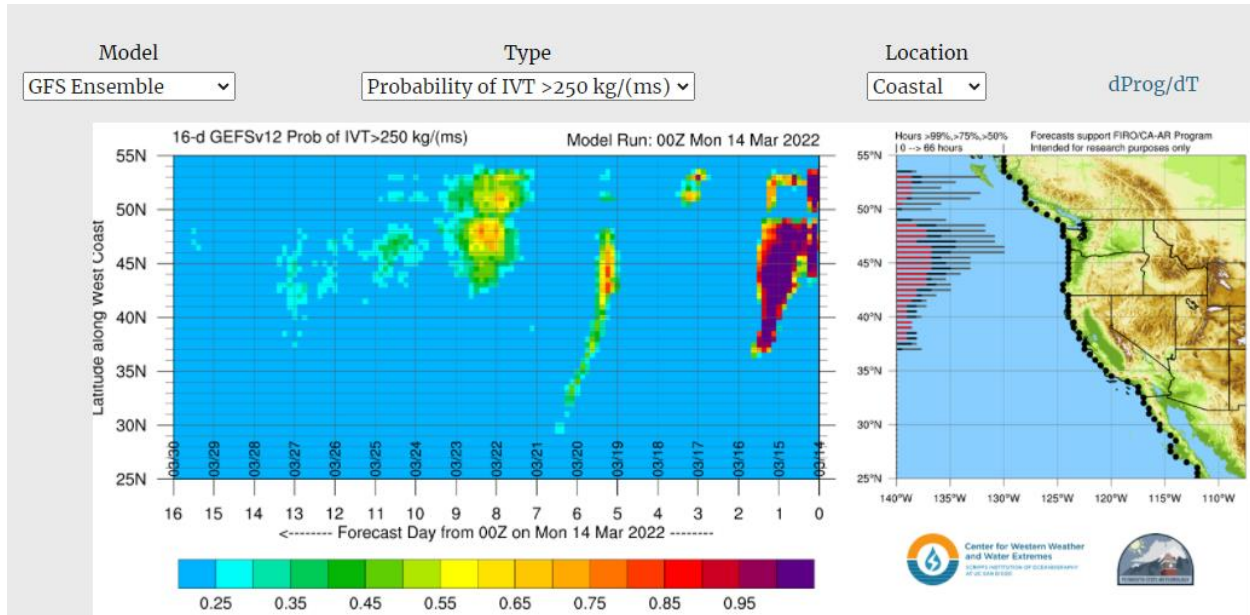 Model
Type
Location
GFS Ensemble
Probability of IVT >250 kg/(ms)
Coastal
dProg/dT
16-d GEFSv12 Prob of IVT>250 kg/(ms)
Model Run: 00Z Mon 14 Mar 2022
Hours >99%,>75%,>50%
| 0 --> 66 hours |
Forecasts support FIRO/CA-AR Program
Intended for research purposes only
55N
50N
45N
40N
35N
30N
25N
Latitude along West Coast
03/30
03/29
03/28
03/27
03/26
03/25
03/24
03/23
03/22
03/21
03/20
03/19
03/18
03/17
03/16
03/15
03/14
16 15 14 13 12 11 10 9 8 7 6 5 4 3 2 1 0
<-------- Forecast Day from 00Z on Mon 14 Mar 2022 --------
0.25 0.35 0.45 0.55 0.65 0.75 0.85 0.95
55°N
50°N
45°N
40°N
35°N
30°N
25°N
140°W 130°W 125°W 120°W 115°W 110°W
Center for Western Weather
and Water Extremes
SCRIPPS INSTITUTION OF OCEANOGRAPHY
AT UC SAN DIEGO
PLYMOUTH STATE METEOROLOGY